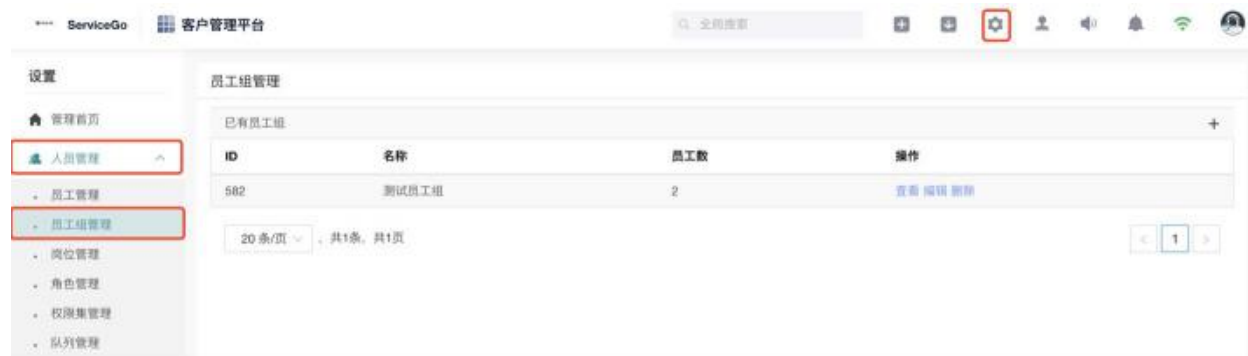 ServiceGo 客户管理平台 全局搜索
设置
管理首页
人员管理
员工管理
员工组管理
岗位管理
角色管理
权限集管理
队列管理
员工组管理
已有员工组 +
ID 名称 员工数 操作
582 测试员工组 2 查看 编辑 删除
20 条/页 ，共1条，共1页 < 1 >